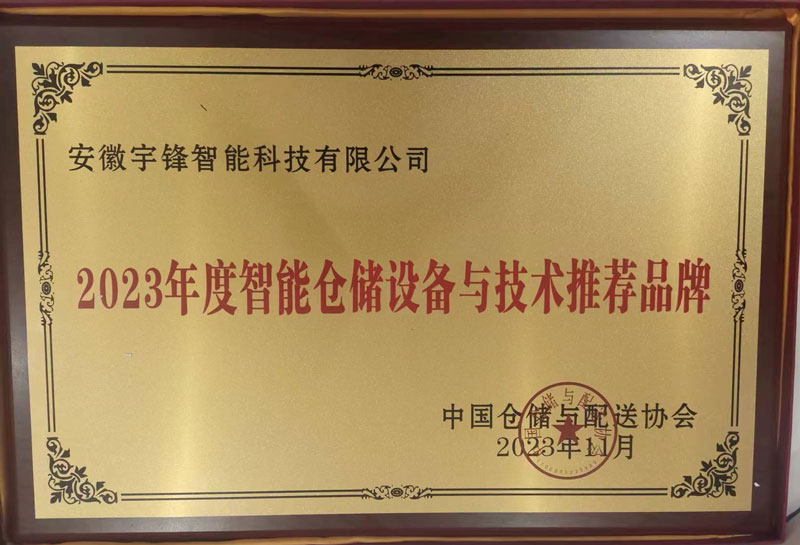 安徽宇锋智能科技有限公司
2023年度智能仓储设备与技术推荐品牌
中国仓储与配送协会
2023年11月